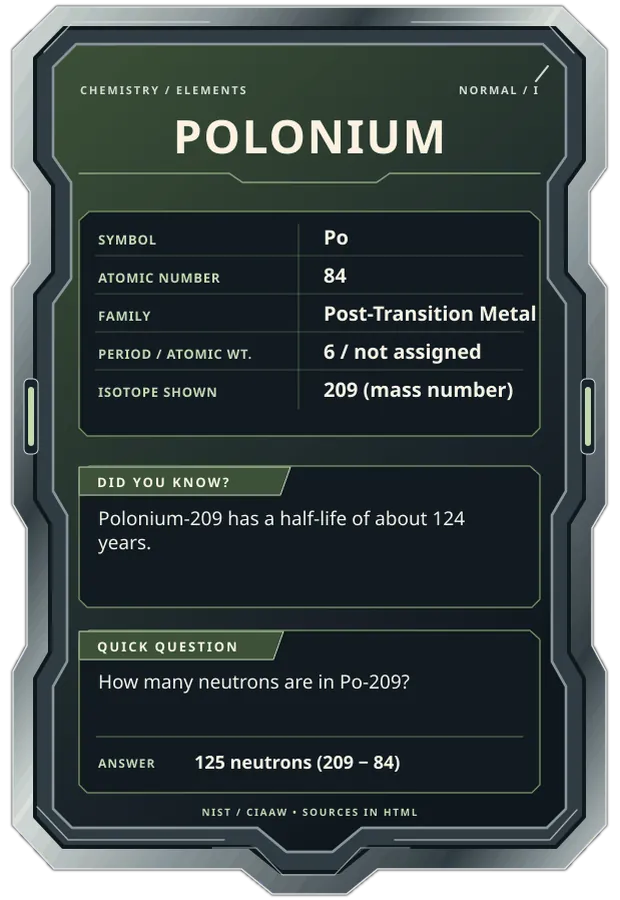 CHEMISTRY / ELEMENTS
NORMAL / I
POLONIUM
SYMBOL Po
ATOMIC NUMBER 84
FAMILY Post-Transition Metal
PERIOD / ATOMIC WT. 6 / not assigned
ISOTOPE SHOWN 209 (mass number)
DID YOU KNOW?
Polonium-209 has a half-life of about 124
years.
QUICK QUESTION
How many neutrons are in Po-209?
ANSWER 125 neutrons (209 − 84)
NIST / CIAAW • SOURCES IN HTML